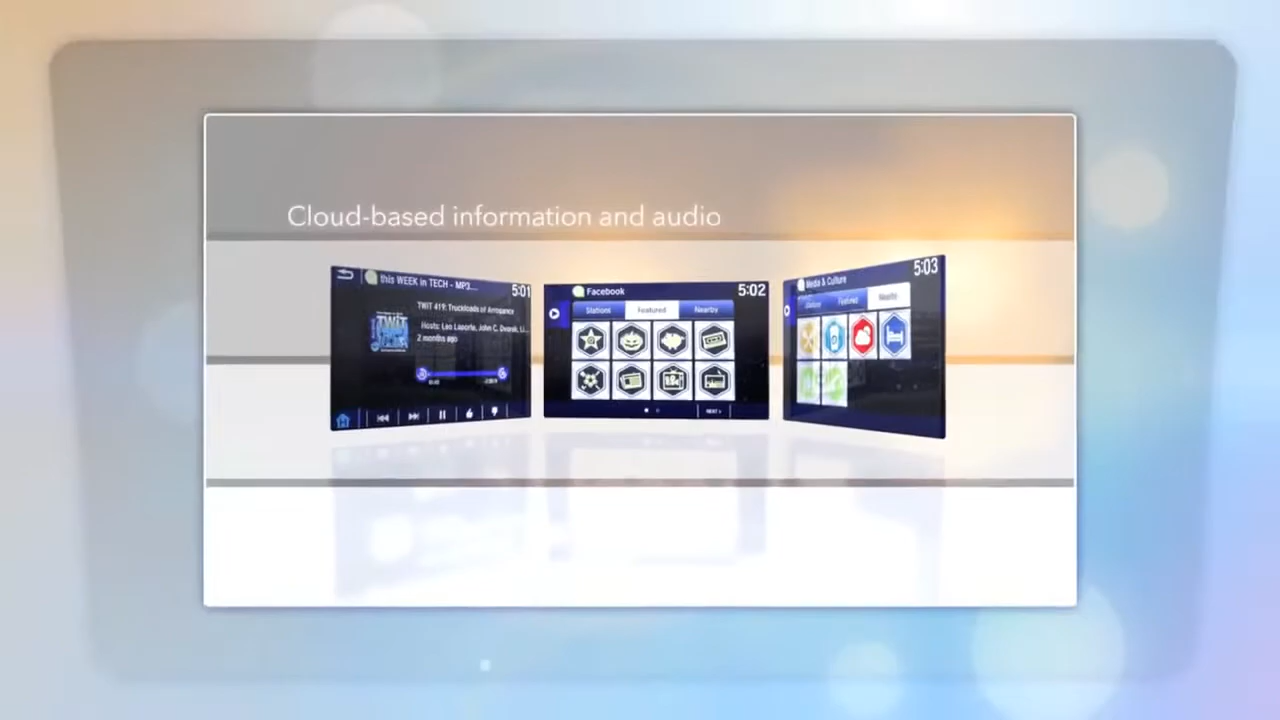 Cloud-based information and audio
this WEEK in TECH - MP3...
5:01
TWiT 419: Truckloads of Arrogance
Hosts: Leo Laporte, John C. Dvorak, Li...
2 months ago
TWiT
Facebook
5:02
Stations
Featured
Nearby
NEXT >
Media & Culture
5:03
Stations
Featured
Nearby